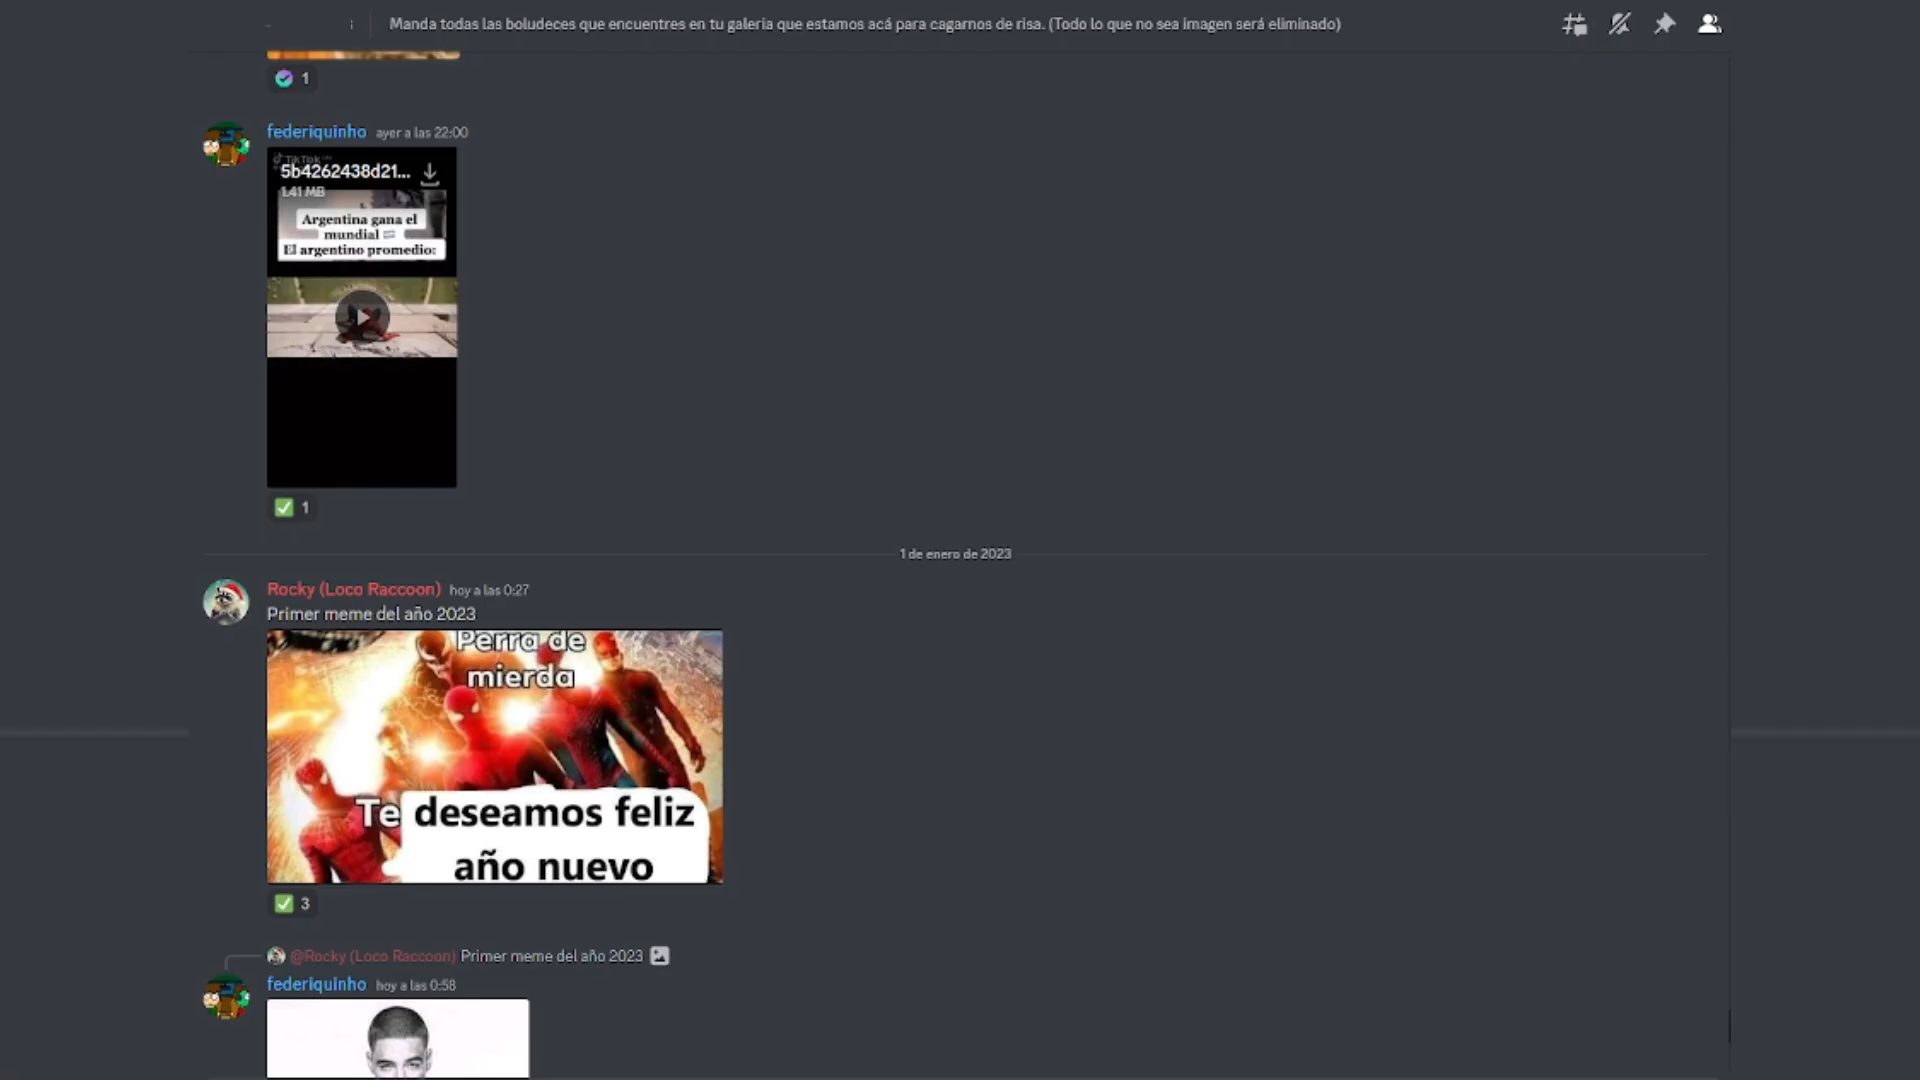 Manda todas las boludeces que encuentres en tu galeria que estamos acá para cagarnos de risa. (Todo lo que no sea imagen será eliminado)
1
federiquinho ayer a las 22:00
TikTok
5b4262438d21...
1.41 MB
Argentina gana el
mundial
El argentino promedio:
1
1 de enero de 2023
Rocky (Loco Raccoon) hoy a las 0:27
Primer meme del año 2023
Perra de
mierda
Te deseamos feliz
año nuevo
3
@Rocky (Loco Raccoon) Primer meme del año 2023
federiquinho hoy a las 0:58